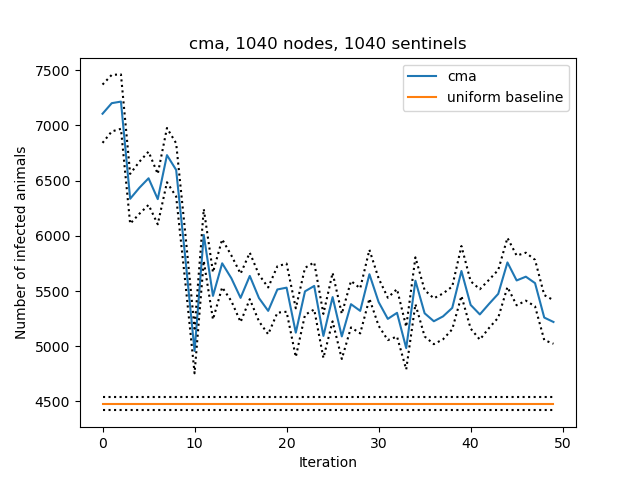 cma, 1040 nodes, 1040 sentinels
cma
uniform baseline
Number of infected animals
7500
7000
6500
6000
5500
5000
4500
0 10 20 30 40 50
Iteration